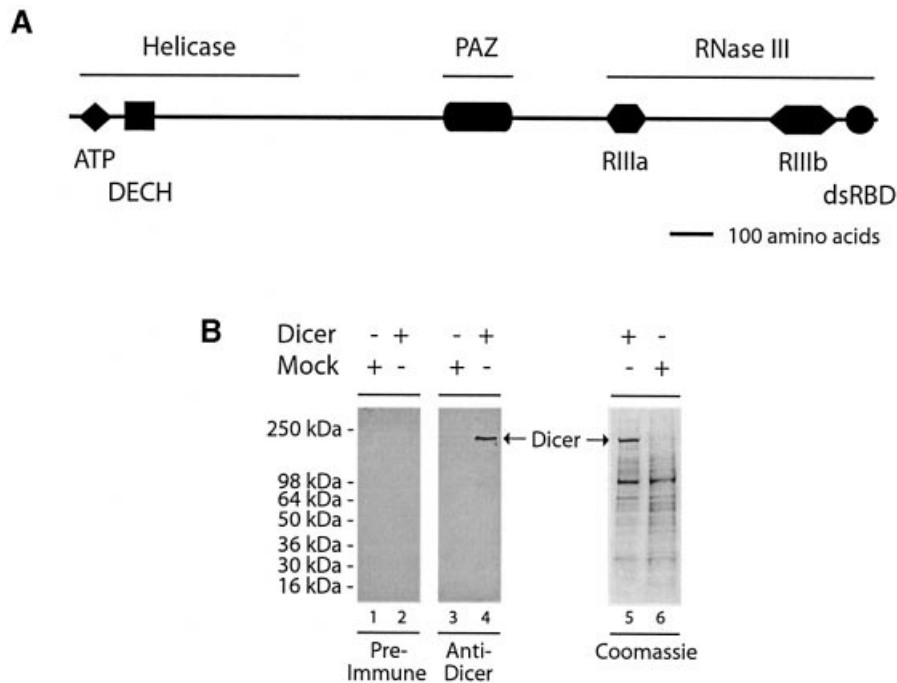 A
Helicase PAZ RNase III
ATP RIIIa RIIIb
DECH dsRBD
100 amino acids
B
Dicer - + - + + -
Mock + - + - - +
250 kDa -
← Dicer →
98 kDa -
64 kDa -
50 kDa -
36 kDa -
30 kDa -
16 kDa -
1 2 3 4 5 6
Pre- Anti- Coomassie
Immune Dicer